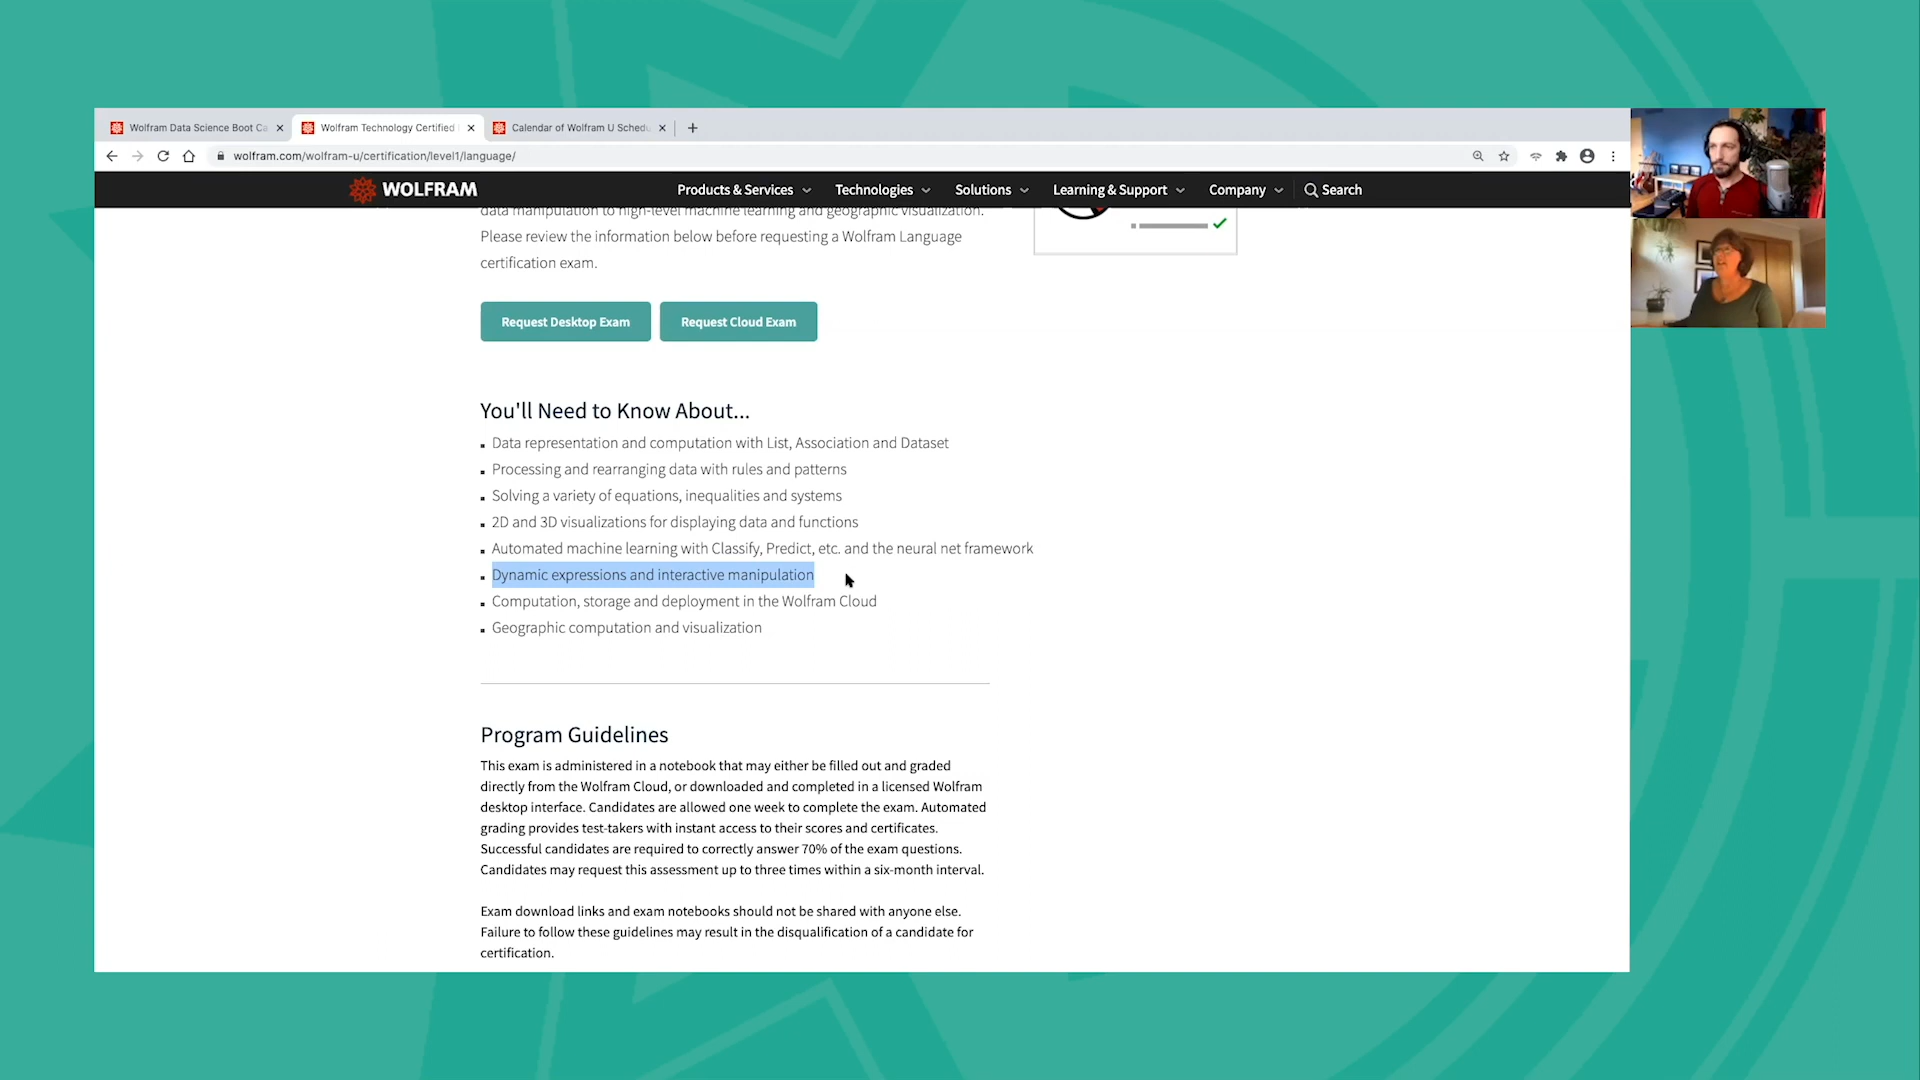 Wolfram Data Science Boot Ca
Wolfram Technology Certified
Calendar of Wolfram U Schedu
wolfram.com/wolfram-u/certification/level1/language/
WOLFRAM
Products & Services
Technologies
Solutions
Learning & Support
Company
Search
data manipulation to high-level machine learning and geographic visualization.
Please review the information below before requesting a Wolfram Language
certification exam.
Request Desktop Exam
Request Cloud Exam
You'll Need to Know About...
Data representation and computation with List, Association and Dataset
Processing and rearranging data with rules and patterns
Solving a variety of equations, inequalities and systems
2D and 3D visualizations for displaying data and functions
Automated machine learning with Classify, Predict, etc. and the neural net framework
Dynamic expressions and interactive manipulation
Computation, storage and deployment in the Wolfram Cloud
Geographic computation and visualization
Program Guidelines
This exam is administered in a notebook that may either be filled out and graded
directly from the Wolfram Cloud, or downloaded and completed in a licensed Wolfram
desktop interface. Candidates are allowed one week to complete the exam. Automated
grading provides test-takers with instant access to their scores and certificates.
Successful candidates are required to correctly answer 70% of the exam questions.
Candidates may request this assessment up to three times within a six-month interval.
Exam download links and exam notebooks should not be shared with anyone else.
Failure to follow these guidelines may result in the disqualification of a candidate for
certification.